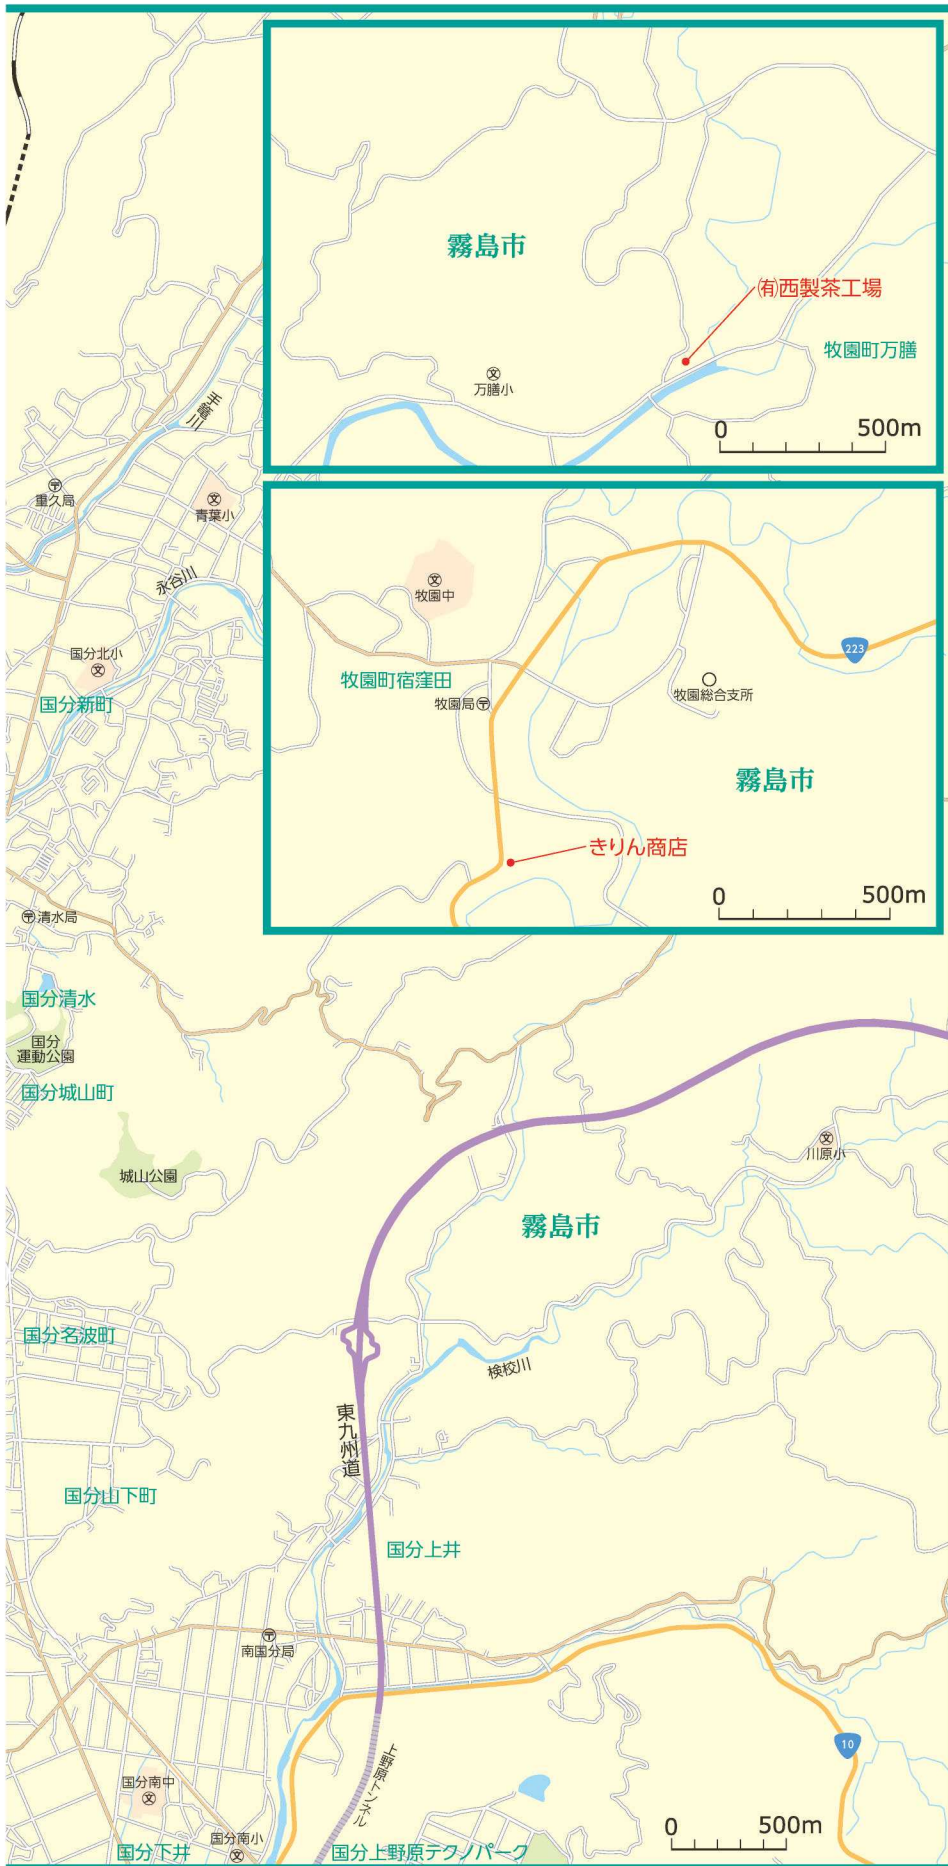 霧島市
㈲西製茶工場
牧園町万膳
万膳小
0 500m
手籠川
重久局
青葉小
永谷川
国分北小
国分新町
牧園中
223
牧園町宿窪田
牧園局
牧園総合支所
霧島市
きりん商店
0 500m
清水局
国分清水
国分
運動公園
国分城山町
城山公園
川原小
霧島市
国分名波町
検校川
東九州道
国分山下町
国分上井
南国分局
10
上野原トンネル
国分南中
国分南小
国分下井
国分上野原テクノパーク
0 500m